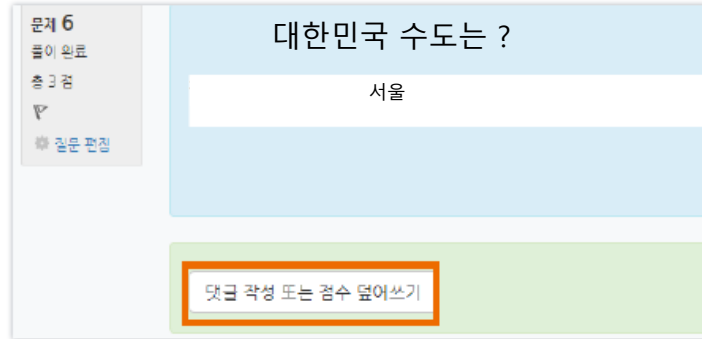 문제 6
풀이 완료
총 3 점
질문 편집
대한민국 수도는 ?
서울
댓글 작성 또는 점수 덮어쓰기